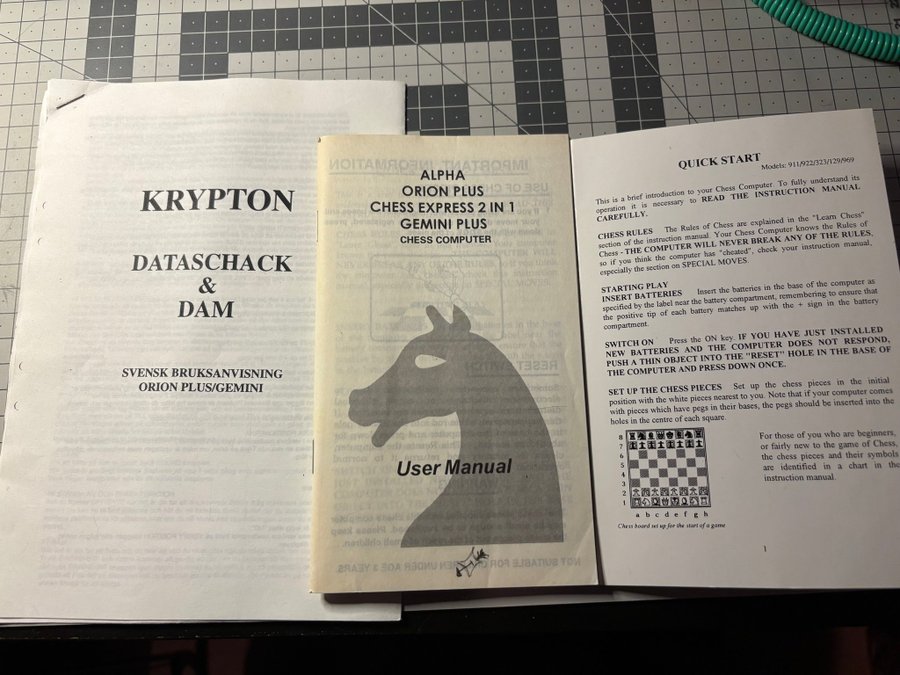 KRYPTON
DATASCHACK
&
DAM
SVENSK BRUKSANVISNING
ORION PLUS/GEMINI
ALPHA
ORION PLUS
CHESS EXPRESS 2 IN 1
GEMINI PLUS
CHESS COMPUTER
User Manual
QUICK START
Models: 911/922/323/129/969
This is a brief introduction to your Chess Computer. To fully understand its
operation it is necessary to READ THE INSTRUCTION MANUAL
CAREFULLY.
CHESS RULES The Rules of Chess are explained in the "Learn Chess"
section of the instruction manual. Your Chess Computer knows the Rules of
Chess - THE COMPUTER WILL NEVER BREAK ANY OF THE RULES,
so if you think the computer has "cheated", check your instruction manual,
especially the section on SPECIAL MOVES.
STARTING PLAY
INSERT BATTERIES Insert the batteries in the base of the computer as
specified by the label near the battery compartment, remembering to ensure that
the positive tip of each battery matches up with the + sign in the battery
compartment.
SWITCH ON Press the ON key. IF YOU HAVE JUST INSTALLED
NEW BATTERIES AND THE COMPUTER DOES NOT RESPOND,
PUSH A THIN OBJECT INTO THE "RESET" HOLE IN THE BASE OF
THE COMPUTER AND PRESS DOWN ONCE.
SET UP THE CHESS PIECES Set up the chess pieces in the initial
position with the white pieces nearest to you. Note that if your computer comes
with pieces which have pegs in their bases, the pegs should be inserted into the
holes in the centre of each square.
8
7
6
5
4
3
2
1
a b c d e f g h
Chess board set up for the start of a game
For those of you who are beginners,
or fairly new to the game of Chess,
the chess pieces and their symbols
are identified in a chart in the
instruction manual.
1